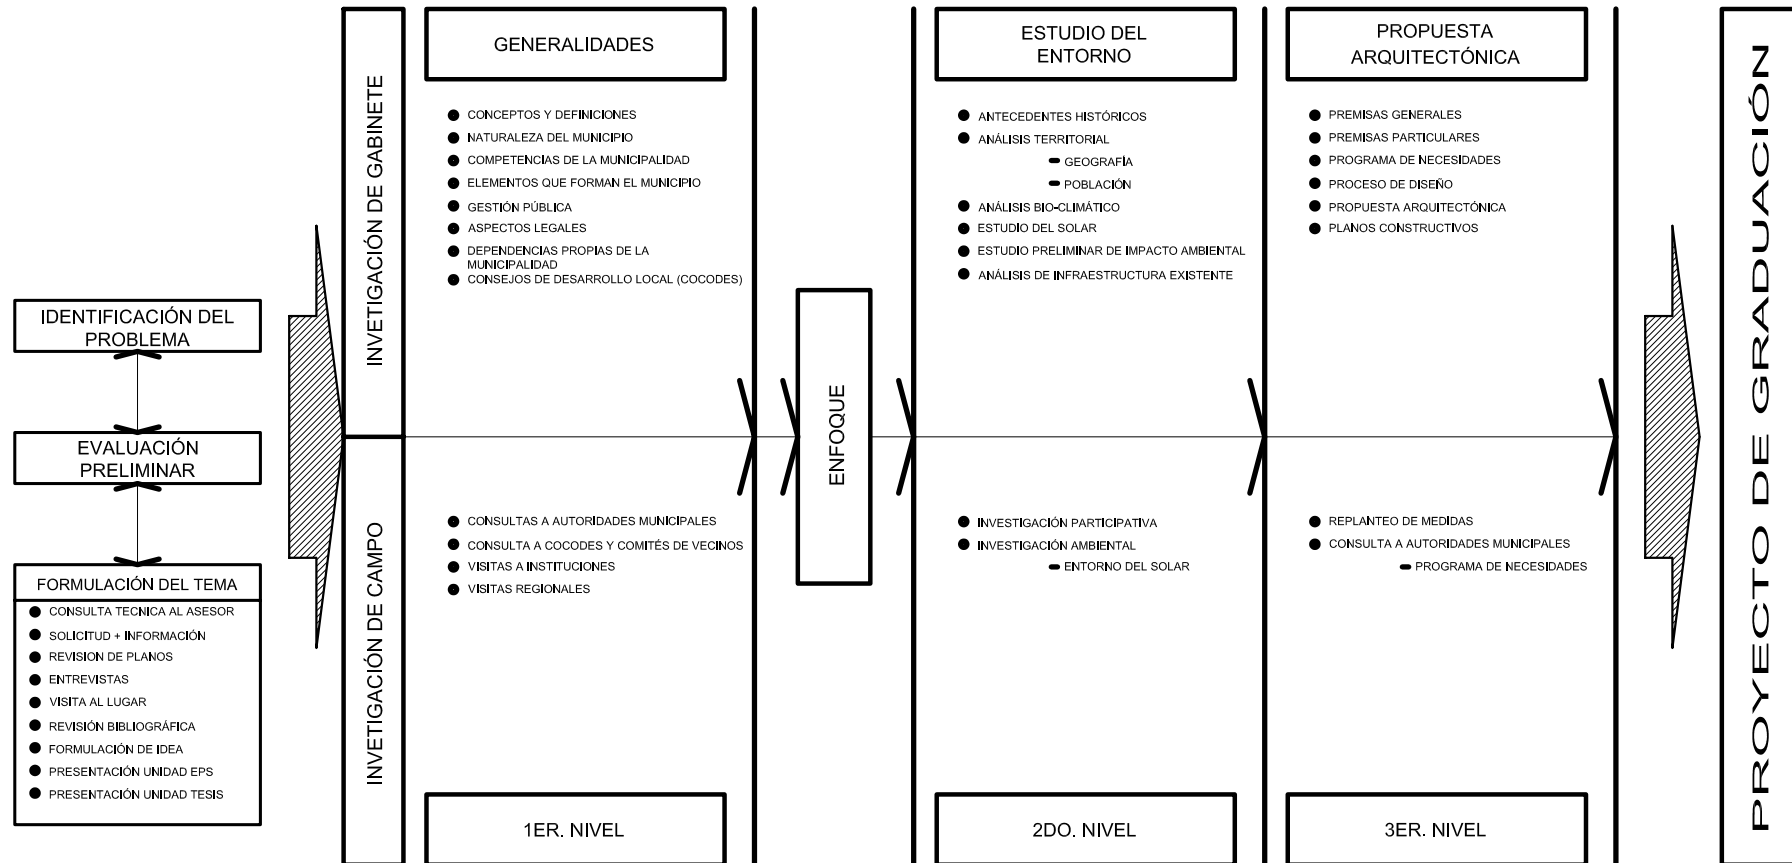 IDENTIFICACIÓN DEL
PROBLEMA
EVALUACIÓN
PRELIMINAR
FORMULACIÓN DEL TEMA
CONSULTA TECNICA AL ASESOR
SOLICITUD + INFORMACIÓN
REVISION DE PLANOS
ENTREVISTAS
VISITA AL LUGAR
REVISIÓN BIBLIOGRÁFICA
FORMULACIÓN DE IDEA
PRESENTACIÓN UNIDAD EPS
PRESENTACIÓN UNIDAD TESIS
INVETIGACIÓN DE GABINETE
INVETIGACIÓN DE CAMPO
GENERALIDADES
CONCEPTOS Y DEFINICIONES
NATURALEZA DEL MUNICIPIO
COMPETENCIAS DE LA MUNICIPALIDAD
ELEMENTOS QUE FORMAN EL MUNICIPIO
GESTIÓN PÚBLICA
ASPECTOS LEGALES
DEPENDENCIAS PROPIAS DE LA
MUNICIPALIDAD
CONSEJOS DE DESARROLLO LOCAL (COCODES)
CONSULTAS A AUTORIDADES MUNICIPALES
CONSULTA A COCODES Y COMITÉS DE VECINOS
VISITAS A INSTITUCIONES
VISITAS REGIONALES
1ER. NIVEL
ENFOQUE
ESTUDIO DEL
ENTORNO
ANTECEDENTES HISTÓRICOS
ANÁLISIS TERRITORIAL
GEOGRAFÍA
POBLACIÓN
ANÁLISIS BIO-CLIMÁTICO
ESTUDIO DEL SOLAR
ESTUDIO PRELIMINAR DE IMPACTO AMBIENTAL
ANÁLISIS DE INFRAESTRUCTURA EXISTENTE
INVESTIGACIÓN PARTICIPATIVA
INVESTIGACIÓN AMBIENTAL
ENTORNO DEL SOLAR
2DO. NIVEL
PROPUESTA
ARQUITECTÓNICA
PREMISAS GENERALES
PREMISAS PARTICULARES
PROGRAMA DE NECESIDADES
PROCESO DE DISEÑO
PROPUESTA ARQUITECTÓNICA
PLANOS CONSTRUCTIVOS
REPLANTEO DE MEDIDAS
CONSULTA A AUTORIDADES MUNICIPALES
PROGRAMA DE NECESIDADES
3ER. NIVEL
PROYECTO DE GRADUACIÓN